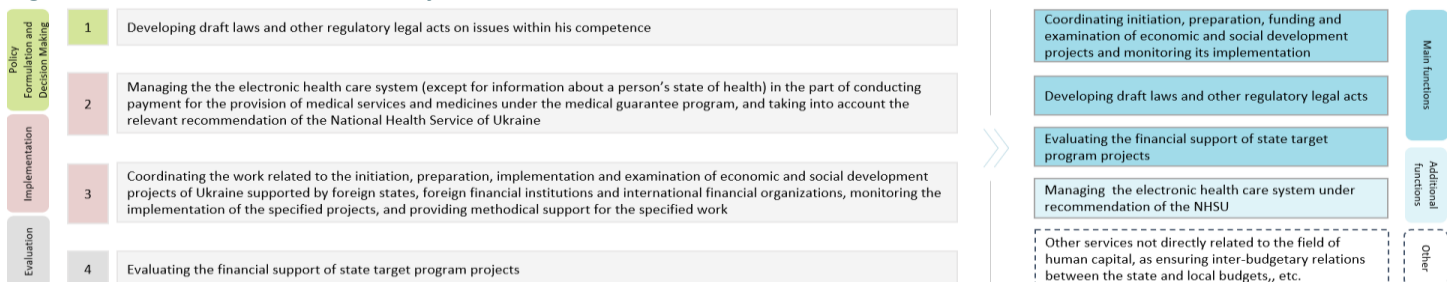 Policy
Formulation and
Decision Making
1
Developing draft laws and other regulatory legal acts on issues within his competence
2
Managing the the electronic health care system (except for information about a person's state of health) in the part of conducting
payment for the provision of medical services and medicines under the medical guarantee program, and taking into account the
relevant recommendation of the National Health Service of Ukraine
Implementation
3
Coordinating the work related to the initiation, preparation, implementation and examination of economic and social development
projects of Ukraine supported by foreign states, foreign financial institutions and international financial organizations, monitoring the
implementation of the specified projects, and providing methodical support for the specified work
Evaluation
4
Evaluating the financial support of state target program projects
Coordinating initiation, preparation, funding and
examination of economic and social development
projects and monitoring its implementation
Developing draft laws and other regulatory legal acts
Evaluating the financial support of state target
program projects
Main functions
Managing  the electronic health care system under
recommendation of the NHSU
Additional
functions
Other services not directly related to the field of
human capital, as ensuring inter-budgetary relations
between the state and local budgets,, etc.
Other